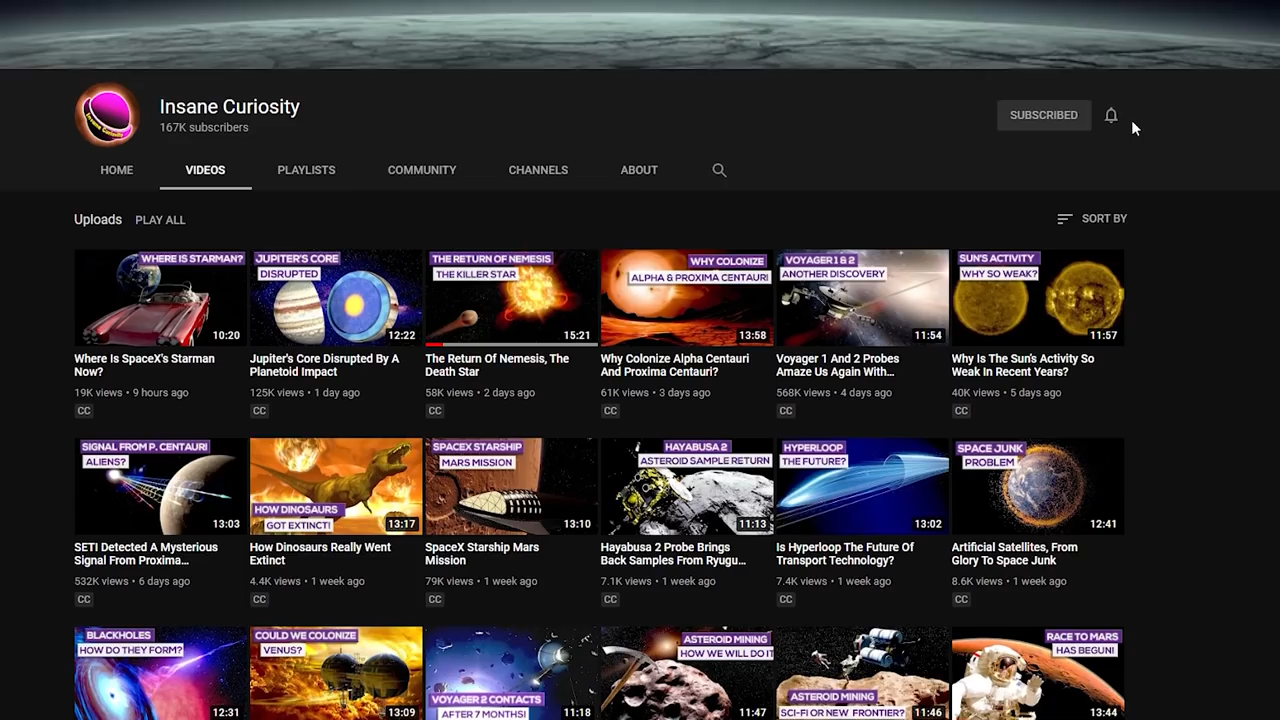 Insane Curiosity
167K subscribers
SUBSCRIBED
HOME VIDEOS PLAYLISTS COMMUNITY CHANNELS ABOUT
Uploads PLAY ALL SORT BY
WHERE IS STARMAN?
10:20
Where Is SpaceX's Starman
Now?
19K views • 9 hours ago
CC
JUPITER'S CORE
DISRUPTED
12:22
Jupiter's Core Disrupted By A
Planetoid Impact
125K views • 1 day ago
CC
THE RETURN OF NEMESIS
THE KILLER STAR
15:21
The Return Of Nemesis, The
Death Star
58K views • 2 days ago
CC
WHY COLONIZE
ALPHA & PROXIMA CENTAURI
13:58
Why Colonize Alpha Centauri
And Proxima Centauri?
61K views • 3 days ago
CC
VOYAGER 1 & 2
ANOTHER DISCOVERY
11:54
Voyager 1 And 2 Probes
Amaze Us Again With...
568K views • 4 days ago
CC
SUN'S ACTIVITY
WHY SO WEAK?
11:57
Why Is The Sun's Activity So
Weak In Recent Years?
40K views • 5 days ago
CC
SIGNAL FROM P. CENTAURI
ALIENS?
13:03
SETI Detected A Mysterious
Signal From Proxima...
532K views • 6 days ago
CC
HOW DINOSAURS
GOT EXTINCT!
13:17
How Dinosaurs Really Went
Extinct
4.4K views • 1 week ago
CC
SPACEX STARSHIP
MARS MISSION
13:10
SpaceX Starship Mars
Mission
79K views • 1 week ago
CC
HAYABUSA 2
ASTEROID SAMPLE RETURN
11:13
Hayabusa 2 Probe Brings
Back Samples From Ryugu...
7.1K views • 1 week ago
CC
HYPERLOOP
THE FUTURE?
13:02
Is Hyperloop The Future Of
Transport Technology?
7.4K views • 1 week ago
CC
SPACE JUNK
PROBLEM
12:41
Artificial Satellites, From
Glory To Space Junk
8.6K views • 1 week ago
CC
BLACKHOLES
HOW DO THEY FORM?
12:31
COULD WE COLONIZE
VENUS?
13:09
VOYAGER 2 CONTACTS
AFTER 7 MONTHS!
11:18
ASTEROID MINING
HOW WE WILL DO IT
11:47
ASTEROID MINING
SCI-FI OR NEW FRONTIER?
11:46
RACE TO MARS
HAS BEGUN!
13:44